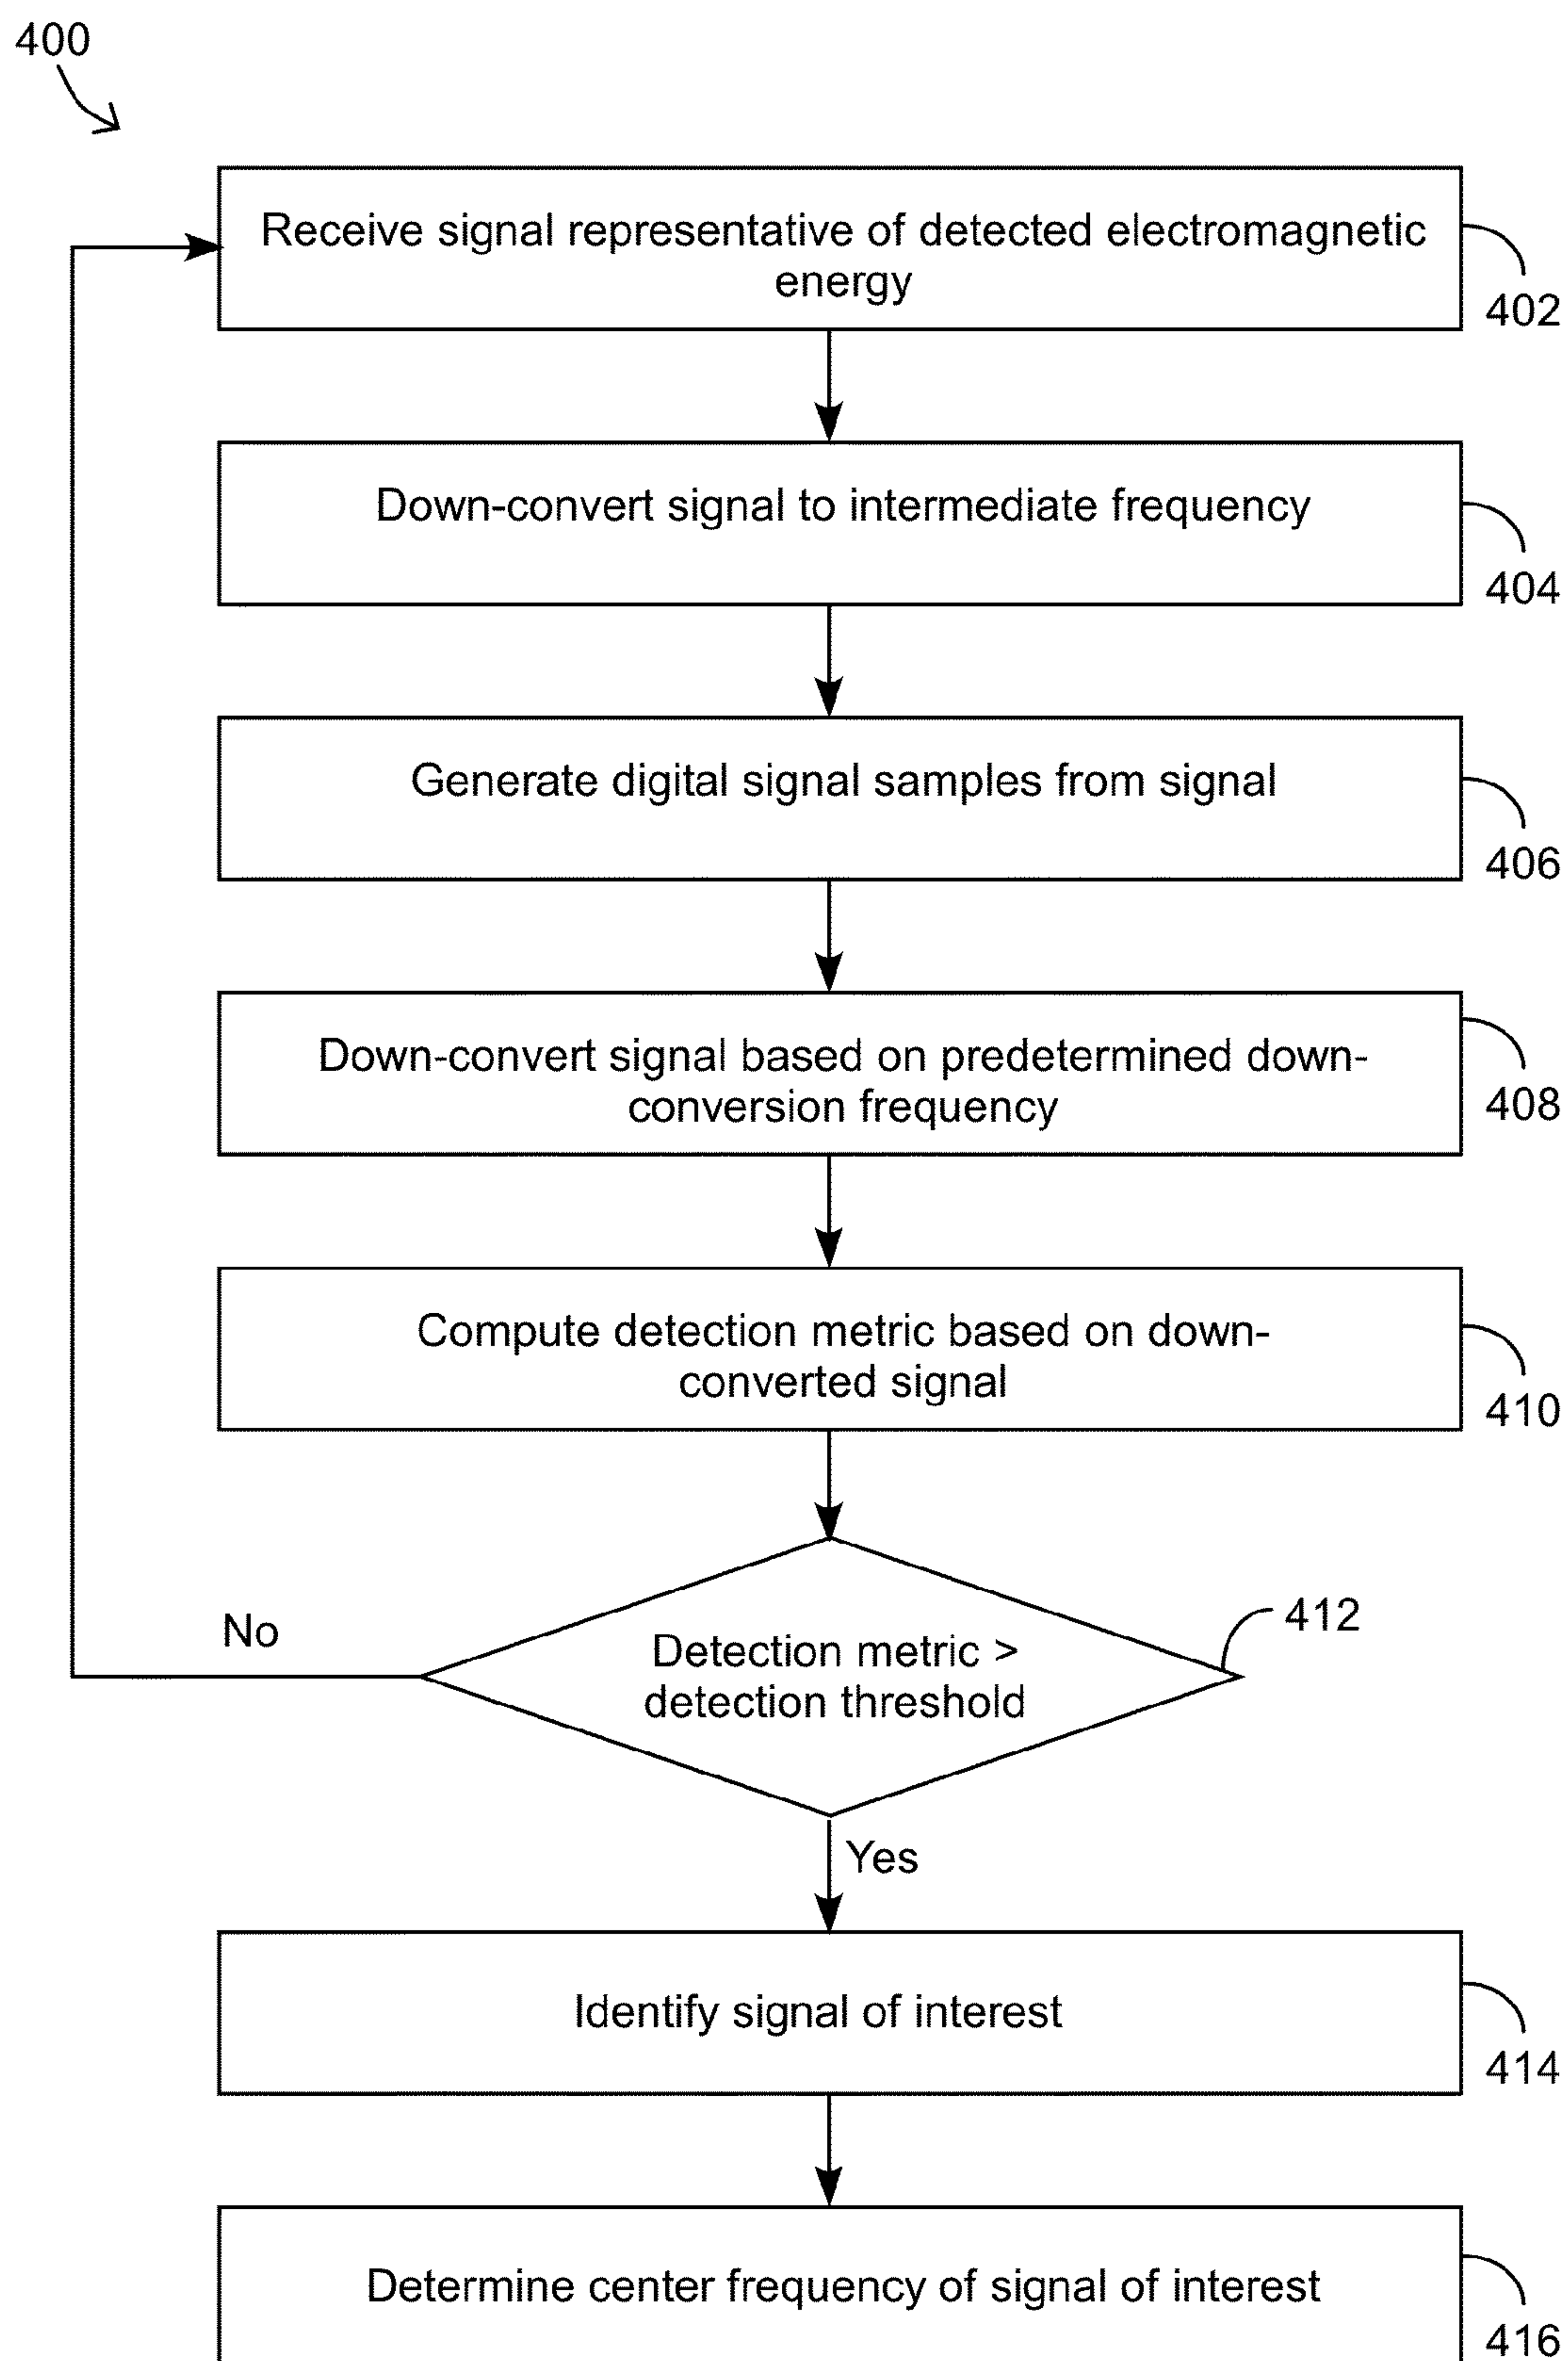 400
Receive signal representative of detected electromagnetic
energy
402
Down-convert signal to intermediate frequency
404
Generate digital signal samples from signal
406
Down-convert signal based on predetermined down-
conversion frequency
408
Compute detection metric based on down-
converted signal
410
412
No
Detection metric >
detection threshold
Yes
Identify signal of interest
414
Determine center frequency of signal of interest
416